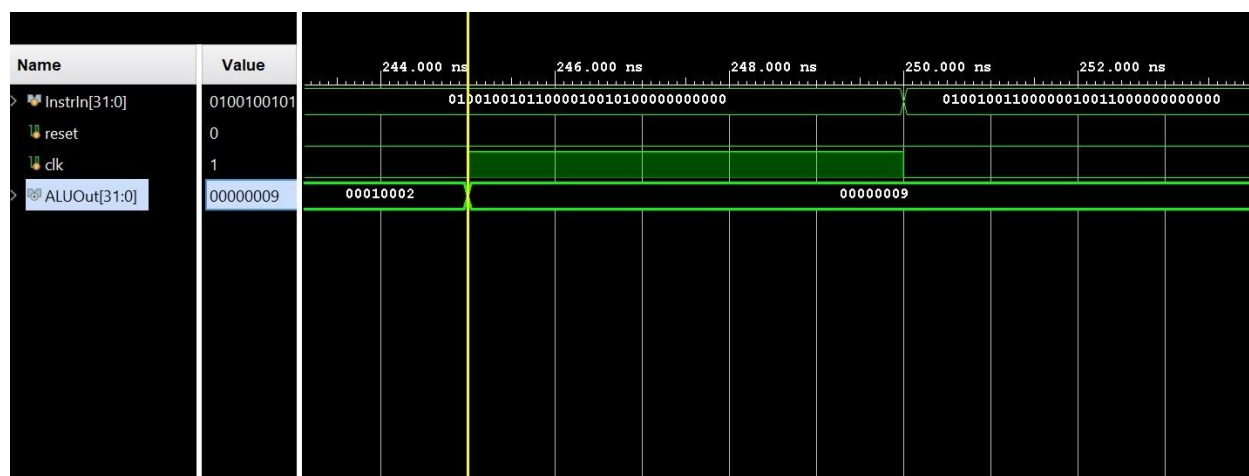 Name Value
244.000 ns 246.000 ns 248.000 ns 250.000 ns 252.000 ns
InstrIn[31:0] 0100100101 01001001011000010010100000000000 01001001100000010011000000000000
reset 0
clk 1
ALUOut[31:0] 00000009 00010002 00000009